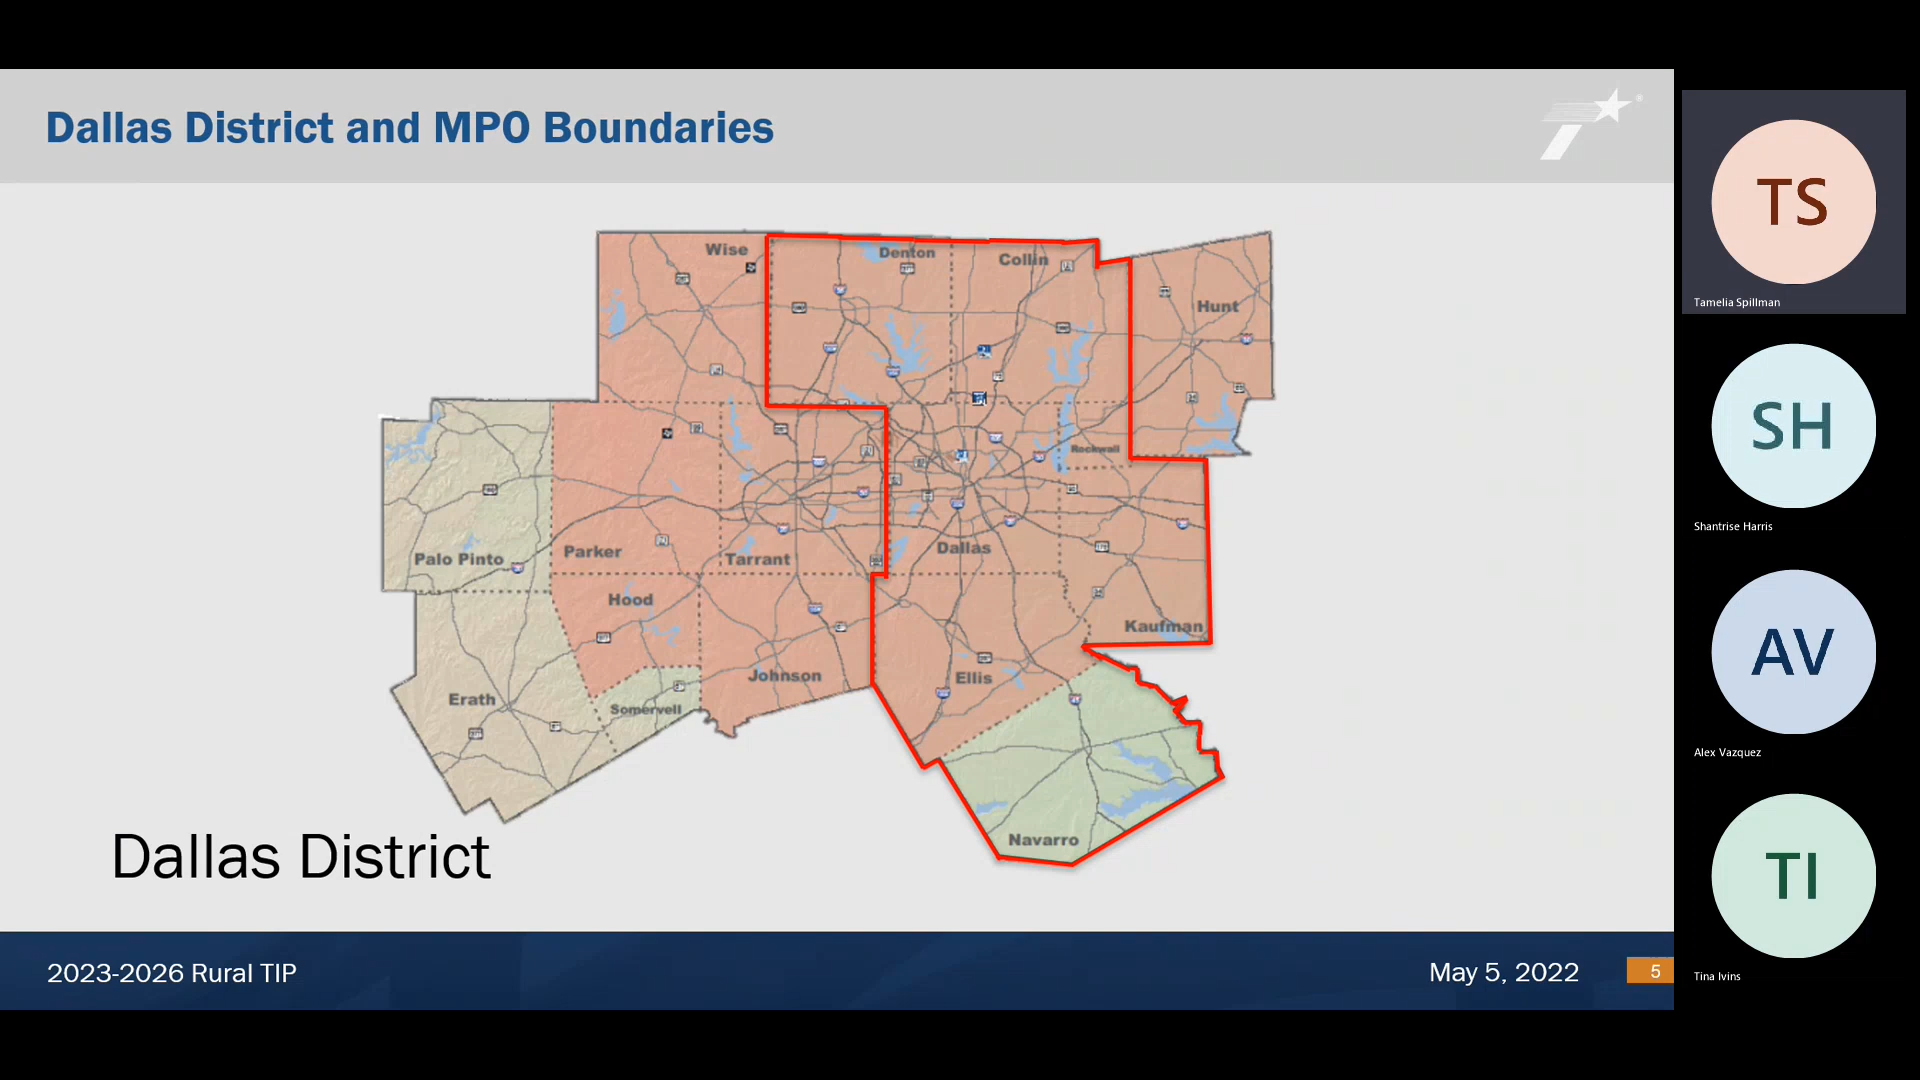 Dallas District and MPO Boundaries
Wise
Denton
Collin
Hunt
Rockwall
Palo Pinto
Parker
Tarrant
Dallas
Hood
Kaufman
Johnson
Ellis
Erath
Somervell
Navarro
Dallas District
2023-2026 Rural TIP
May 5, 2022
5
TS
Tamelia Spillman
SH
Shantrise Harris
AV
Alex Vazquez
TI
Tina Ivins